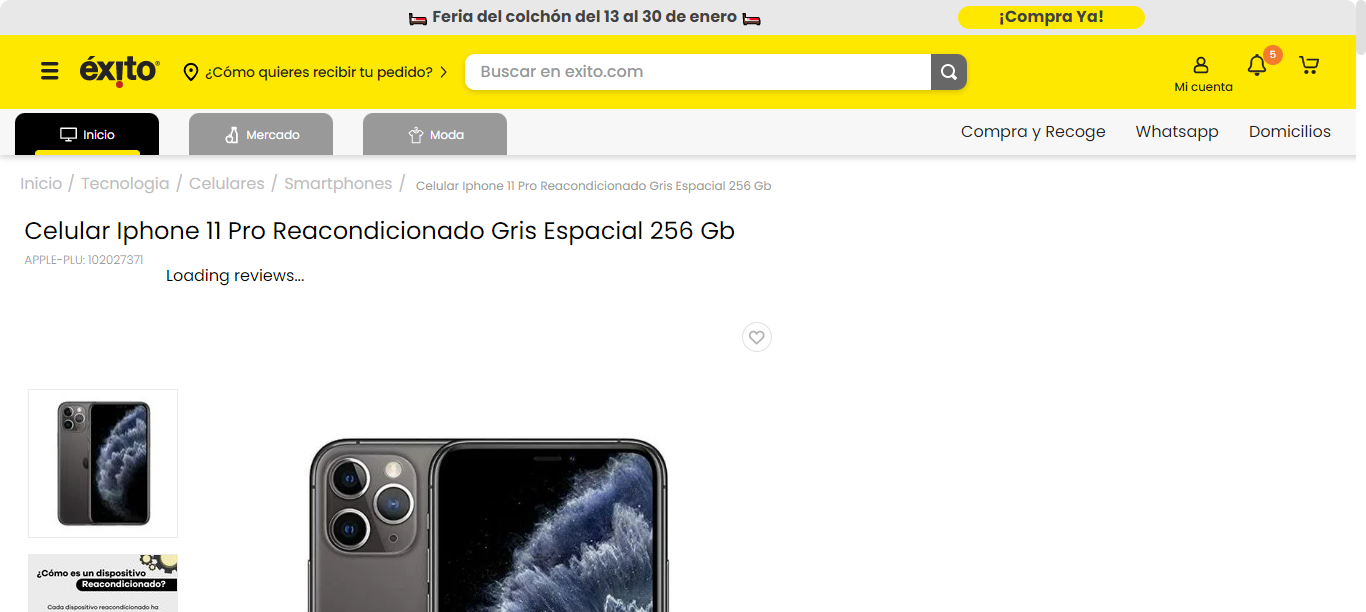 Feria del colchón del 13 al 30 de enero
¡Compra Ya!
éxito
¿Cómo quieres recibir tu pedido?
Buscar en exito.com
Mi cuenta
5
Inicio
Mercado
Moda
Compra y Recoge
Whatsapp
Domicilios
Inicio / Tecnologia / Celulares / Smartphones / Celular Iphone 11 Pro Reacondicionado Gris Espacial 256 Gb
Celular Iphone 11 Pro Reacondicionado Gris Espacial 256 Gb
APPLE-PLU: 102027371
Loading reviews...
¿Cómo es un dispositivo
Reacondicionado?
Cada dispositivo reacondicionado ha